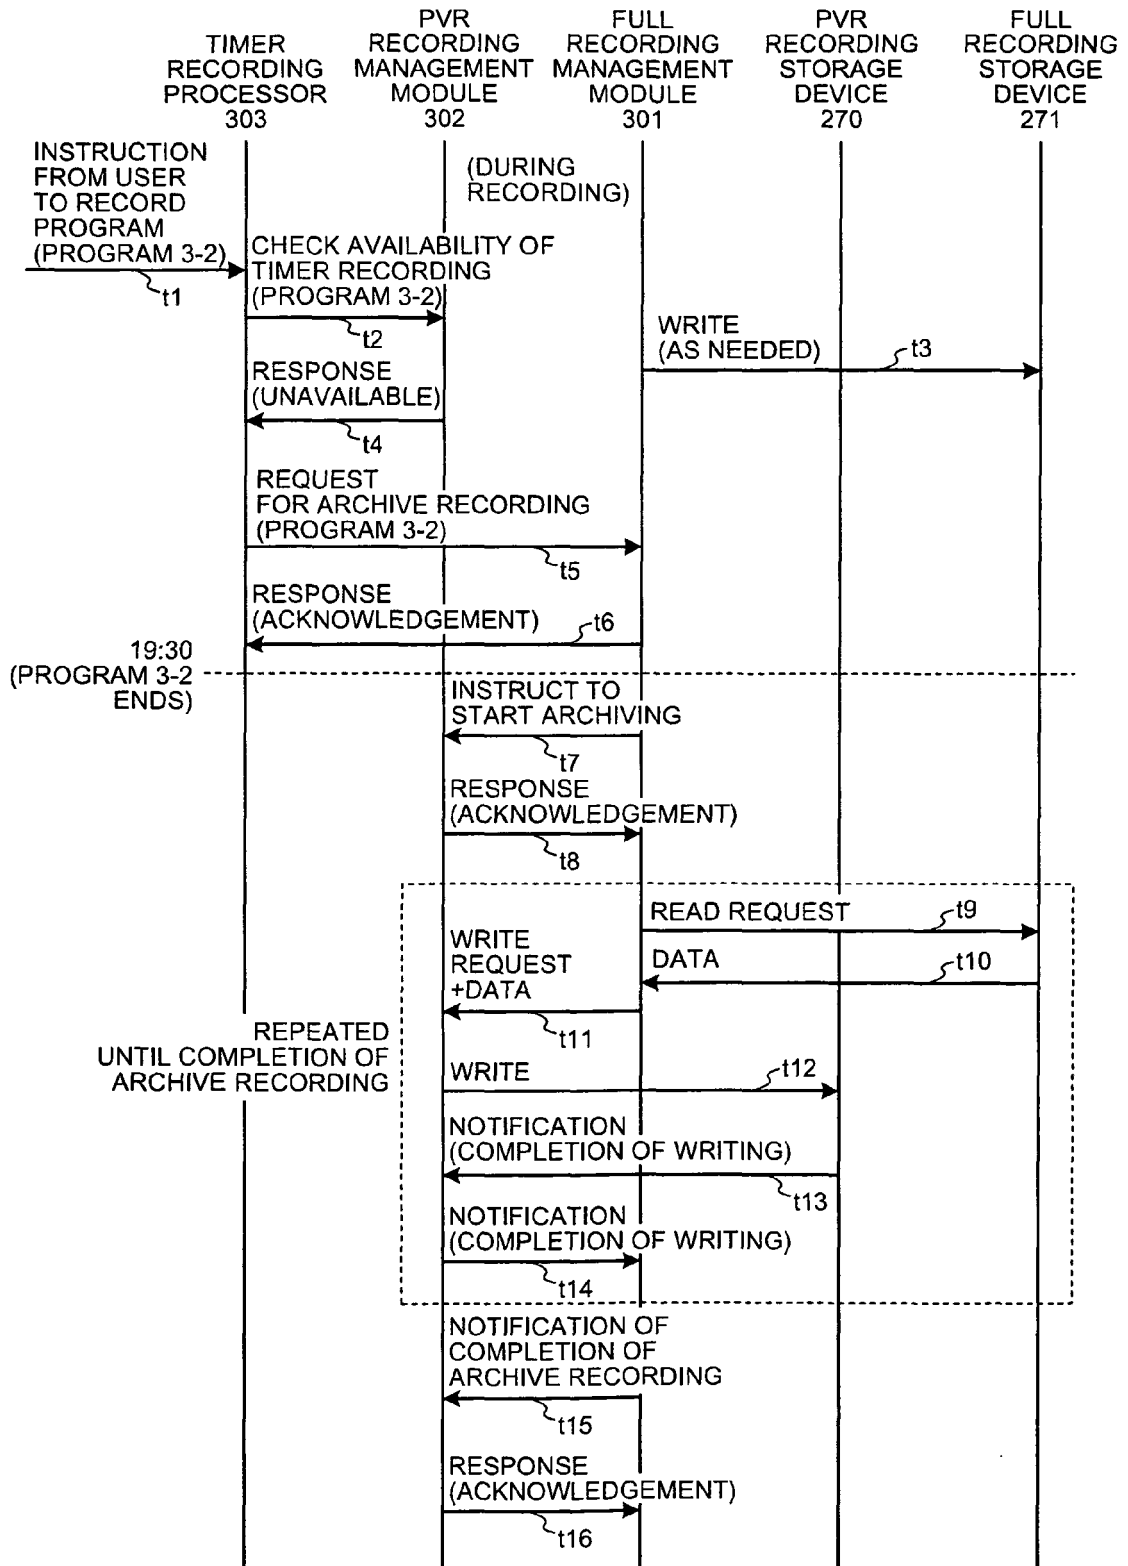 TIMER
RECORDING
PROCESSOR
303
PVR
RECORDING
MANAGEMENT
MODULE
302
FULL
RECORDING
MANAGEMENT
MODULE
301
PVR
RECORDING
STORAGE
DEVICE
270
FULL
RECORDING
STORAGE
DEVICE
271
INSTRUCTION
FROM USER
TO RECORD
PROGRAM
(PROGRAM 3-2)
t1
(DURING
RECORDING)
CHECK AVAILABILITY OF
TIMER RECORDING
(PROGRAM 3-2)
t2
WRITE
(AS NEEDED)
t3
RESPONSE
(UNAVAILABLE)
t4
REQUEST
FOR ARCHIVE RECORDING
(PROGRAM 3-2)
t5
RESPONSE
(ACKNOWLEDGEMENT)
t6
19:30
(PROGRAM 3-2
ENDS)
INSTRUCT TO
START ARCHIVING
t7
RESPONSE
(ACKNOWLEDGEMENT)
t8
READ REQUEST
t9
DATA
t10
WRITE
REQUEST
+DATA
t11
REPEATED
UNTIL COMPLETION OF
ARCHIVE RECORDING
WRITE
t12
NOTIFICATION
(COMPLETION OF WRITING)
t13
NOTIFICATION
(COMPLETION OF WRITING)
t14
NOTIFICATION OF
COMPLETION OF
ARCHIVE RECORDING
t15
RESPONSE
(ACKNOWLEDGEMENT)
t16